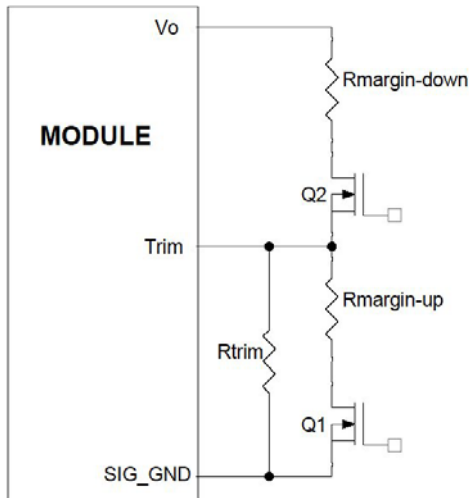 Vo
Rmargin-down
MODULE
Q2
Trim
Rmargin-up
Rtrim
Q1
SIG_GND